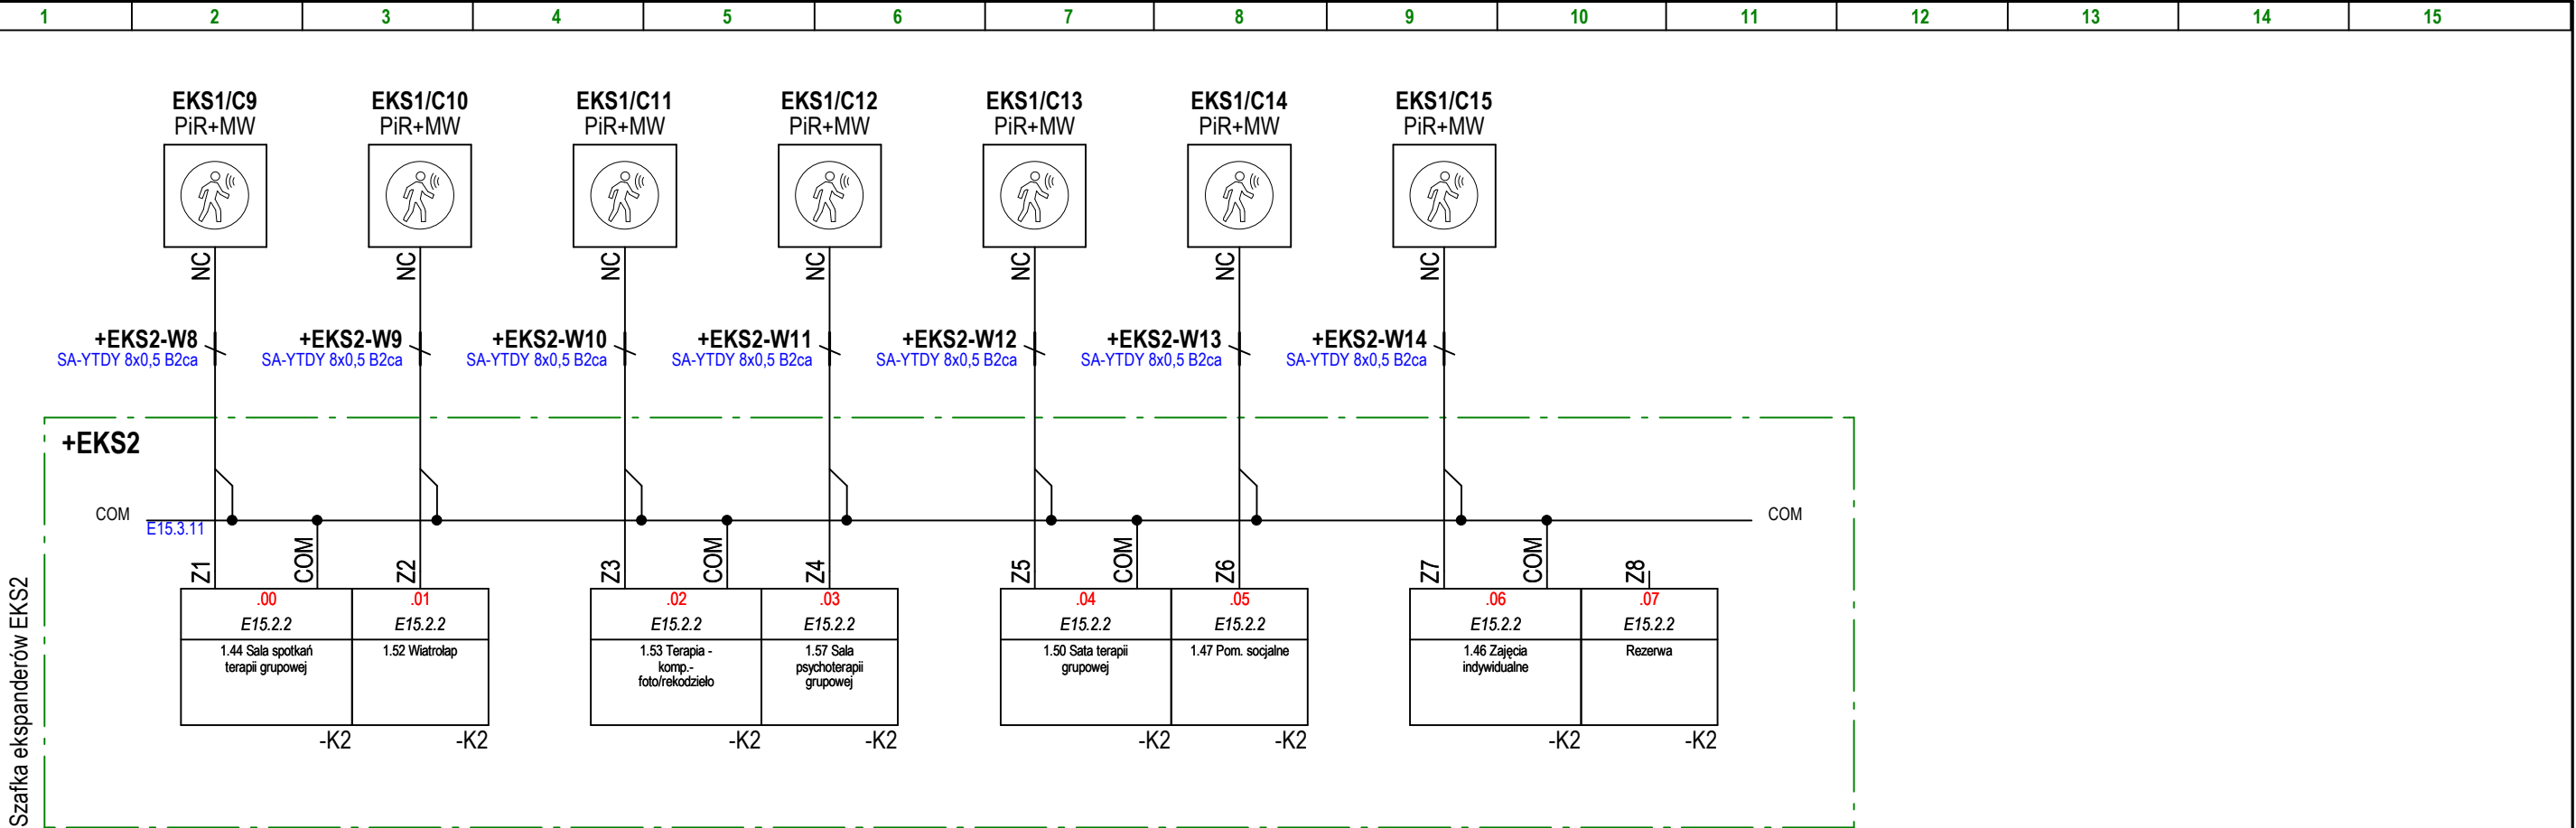 1 2 3 4 5 6 7 8 9 10 11 12 13 14 15
EKS1/C9 EKS1/C10 EKS1/C11 EKS1/C12 EKS1/C13 EKS1/C14 EKS1/C15
PiR+MW PiR+MW PiR+MW PiR+MW PiR+MW PiR+MW PiR+MW
NC NC NC NC NC NC NC
+EKS2-W8 +EKS2-W9 +EKS2-W10 +EKS2-W11 +EKS2-W12 +EKS2-W13 +EKS2-W14
SA-YTDY 8x0,5 B2ca SA-YTDY 8x0,5 B2ca SA-YTDY 8x0,5 B2ca SA-YTDY 8x0,5 B2ca SA-YTDY 8x0,5 B2ca SA-YTDY 8x0,5 B2ca SA-YTDY 8x0,5 B2ca
+EKS2
COM COM
E15.3.11
Z1 COM Z2 Z3 COM Z4 Z5 COM Z6 Z7 COM Z8
.00 .01 .02 .03 .04 .05 .06 .07
E15.2.2 E15.2.2 E15.2.2 E15.2.2 E15.2.2 E15.2.2 E15.2.2 E15.2.2
1.44 Sala spotkań
terapii grupowej
1.52 Wiatrołap
1.53 Terapia -
komp.-
foto/rekodzieło
1.57 Sala
psychoterapii
grupowej
1.50 Sata terapii
grupowej
1.47 Pom. socjalne
1.46 Zajęcia
indywidualne
Rezerwa
-K2 -K2 -K2 -K2 -K2 -K2 -K2 -K2
Szafka ekspanderów EKS2